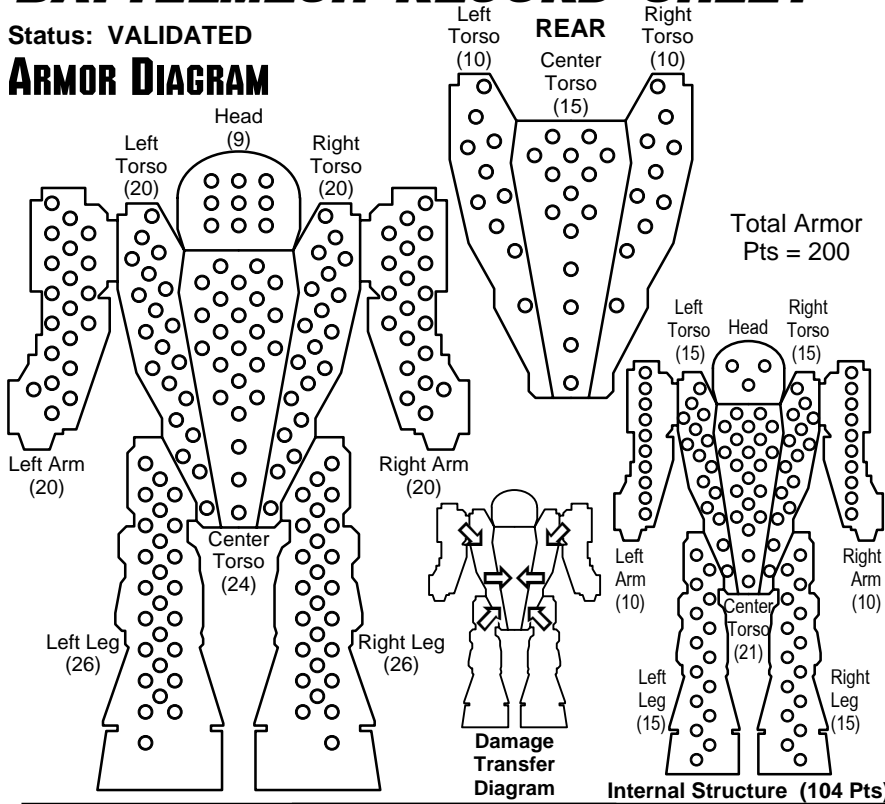 Status: VALIDATED
ARMOR DIAGRAM
Head
(9)
Left
Torso
(20)
Right
Torso
(20)
Left Arm
(20)
Right Arm
(20)
Center
Torso
(24)
Left Leg
(26)
Right Leg
(26)
REAR
Left
Torso
(10)
Center
Torso
(15)
Right
Torso
(10)
Total Armor
Pts = 200
Left
Torso
(15)
Head
Right
Torso
(15)
Left
Arm
(10)
Right
Arm
(10)
Center
Torso
(21)
Left
Leg
(15)
Right
Leg
(15)
Damage
Transfer
Diagram
Internal Structure (104 Pts)